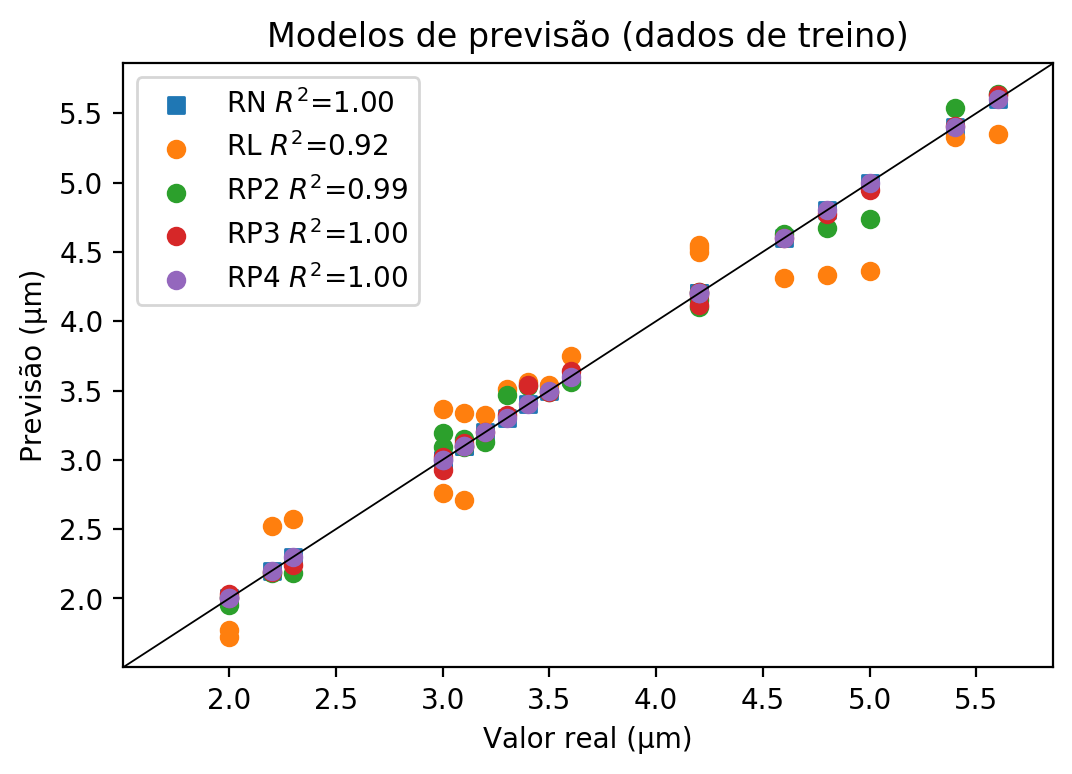 Modelos de previsão (dados de treino)
RN R²=1.00
RL R²=0.92
RP2 R²=0.99
RP3 R²=1.00
RP4 R²=1.00
5.5
5.0
4.5
4.0
3.5
3.0
2.5
2.0
Previsão (μm)
2.0 2.5 3.0 3.5 4.0 4.5 5.0 5.5
Valor real (μm)